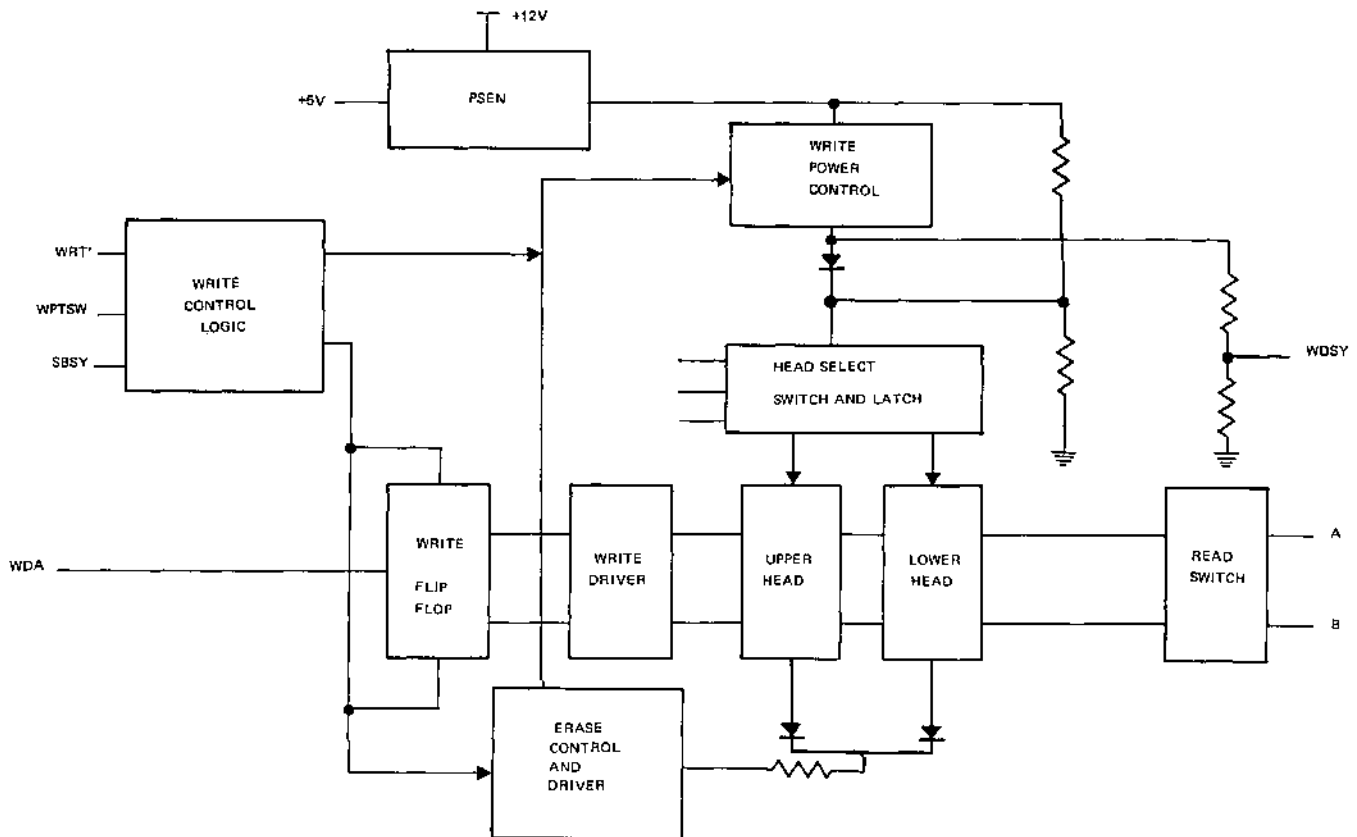 +12V
+5V
PSEN
WRITE
POWER
CONTROL
WRT'
WPTSW
SBSY
WRITE
CONTROL
LOGIC
HEAD SELECT
SWITCH AND LATCH
WDSY
WDA
WRITE
FLIP
FLOP
WRITE
DRIVER
UPPER
HEAD
LOWER
HEAD
READ
SWITCH
A
B
ERASE
CONTROL
AND
DRIVER